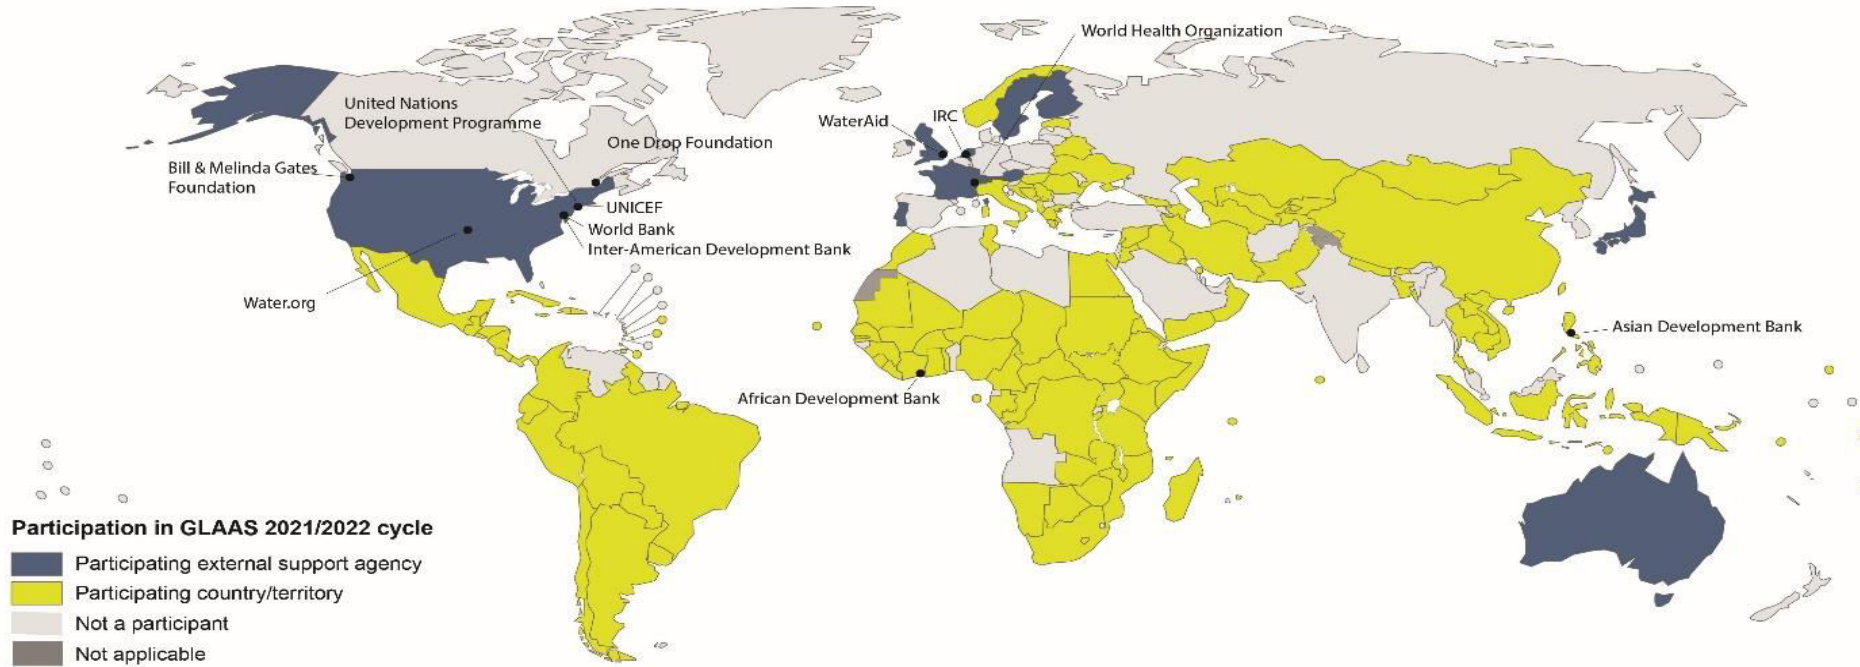 World Health Organization
United Nations
Development Programme
WaterAid
IRC
One Drop Foundation
Bill & Melinda Gates
Foundation
UNICEF
World Bank
Inter-American Development Bank
Water.org
Asian Development Bank
African Development Bank
Participation in GLAAS 2021/2022 cycle
Participating external support agency
Participating country/territory
Not a participant
Not applicable